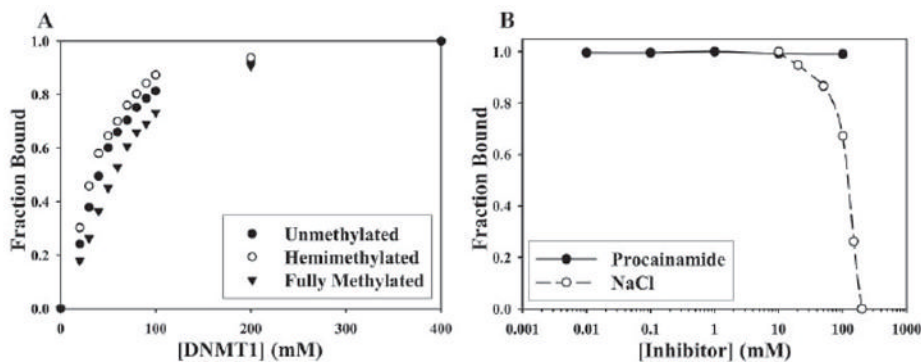 A
Fraction Bound
1.0
0.8
0.6
0.4
0.2
0.0
Unmethylated
Hemimethylated
Fully Methylated
0
100
200
300
400
[DNMT1] (mM)
B
Fraction Bound
1.0
0.8
0.6
0.4
0.2
0.0
Procainamide
NaCl
0.001
0.01
0.1
1
10
100
1000
[Inhibitor] (mM)